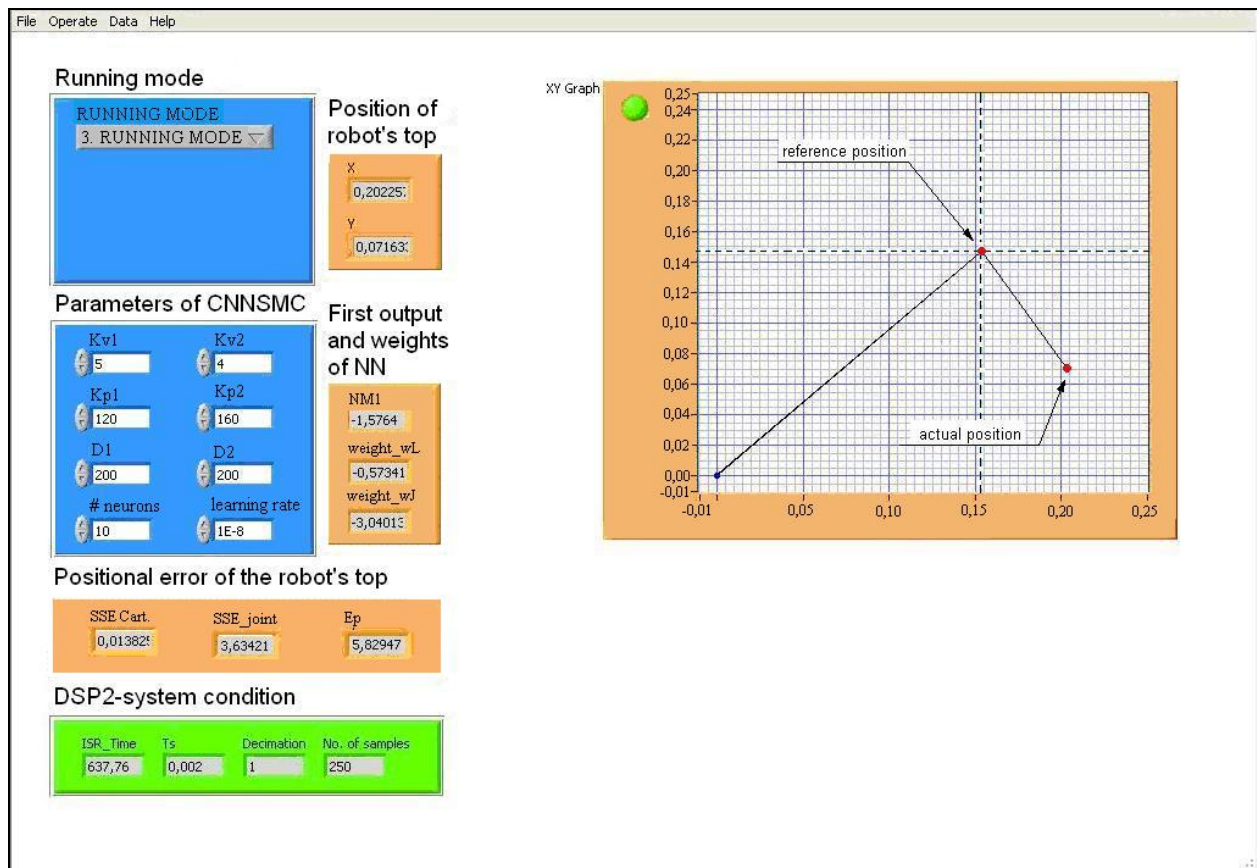 File Operate Data Help
Running mode
RUNNING MODE
3. RUNNING MODE
Position of
robot's top
X
0,202257
Y
0,071633
Parameters of CNNSMC
Kv1 Kv2
5 4
Kp1 Kp2
120 160
D1 D2
200 200
# neurons learning rate
10 1E-8
First output
and weights
of NN
NM1
-1,5764
weight_wL
-0,57341
weight_wJ
-3,04013
Positional error of the robot's top
SSE Cart. SSE_joint Ep
0,013825 3,63421 5,82947
DSP2-system condition
ISR_Time Ts Decimation No. of samples
637,76 0,002 1 250
XY Graph
0,25
0,24
0,22
0,20
0,18
0,16
0,14
0,12
0,10
0,08
0,06
0,04
0,02
0,00
-0,01
reference position
actual position
-0,01 0,05 0,10 0,15 0,20 0,25